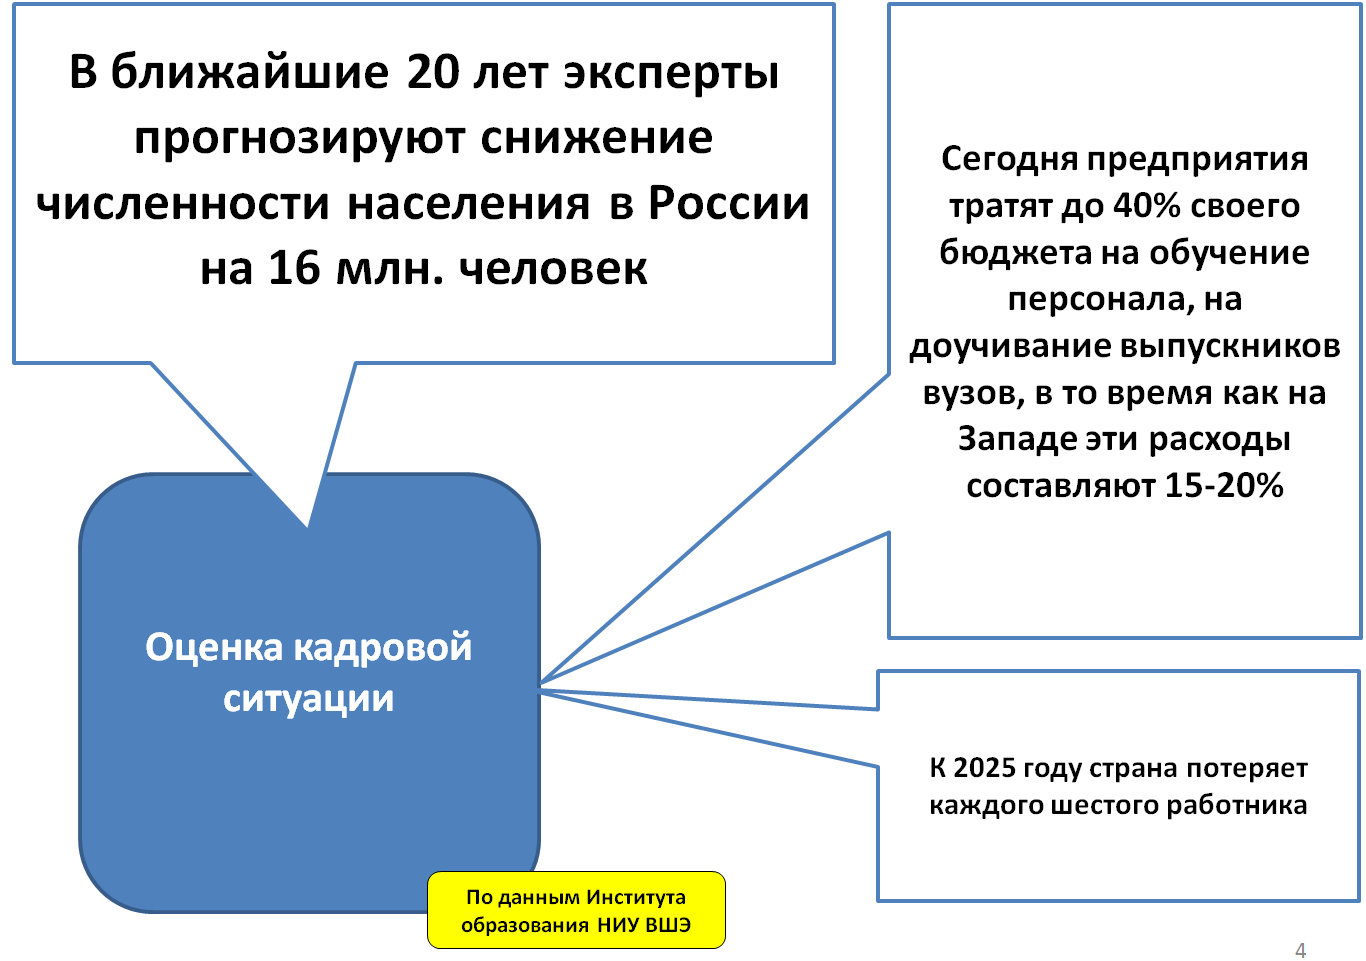 В ближайшие 20 лет эксперты
прогнозируют снижение
численности населения в России
на 16 млн. человек
Сегодня предприятия
тратят до 40% своего
бюджета на обучение
персонала, на
доучивание выпускников
вузов, в то время как на
Западе эти расходы
составляют 15-20%
Оценка кадровой
ситуации
К 2025 году страна потеряет
каждого шестого работника
По данным Института
образования НИУ ВШЭ
4